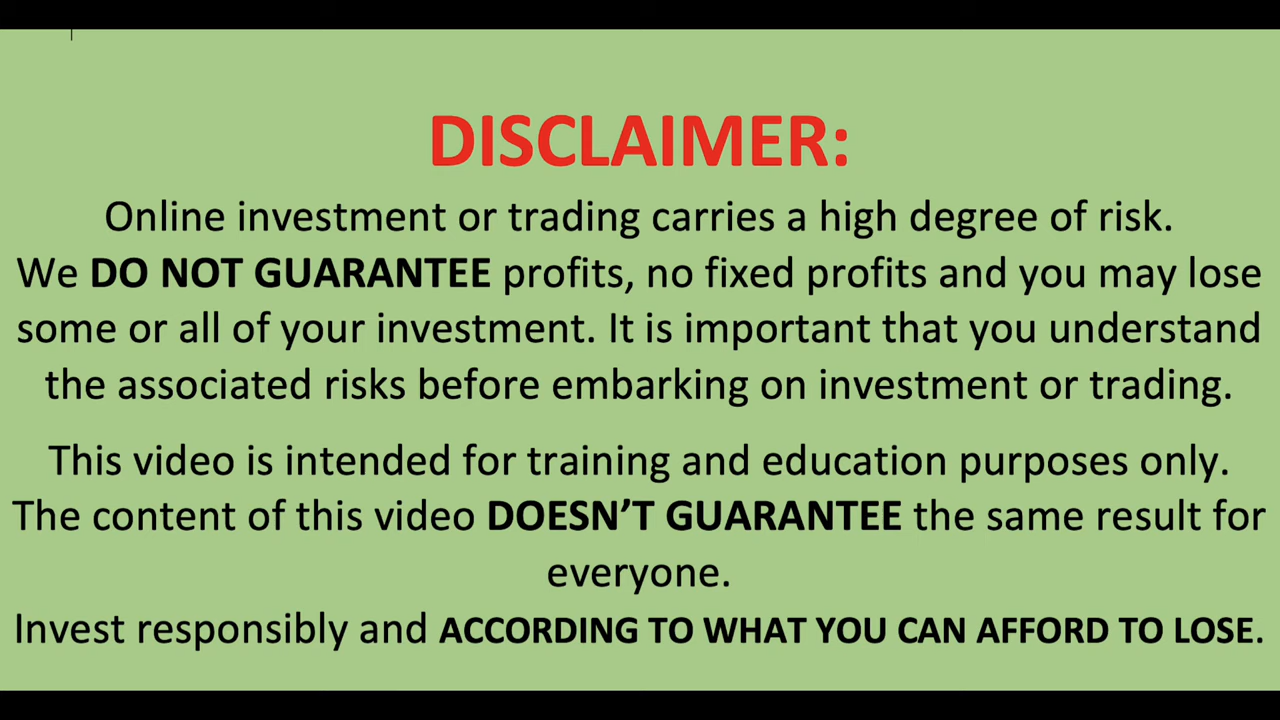 DISCLAIMER:
Online investment or trading carries a high degree of risk.
We DO NOT GUARANTEE profits, no fixed profits and you may lose
some or all of your investment. It is important that you understand
the associated risks before embarking on investment or trading.
This video is intended for training and education purposes only.
The content of this video DOESN’T GUARANTEE the same result for
everyone.
Invest responsibly and ACCORDING TO WHAT YOU CAN AFFORD TO LOSE.